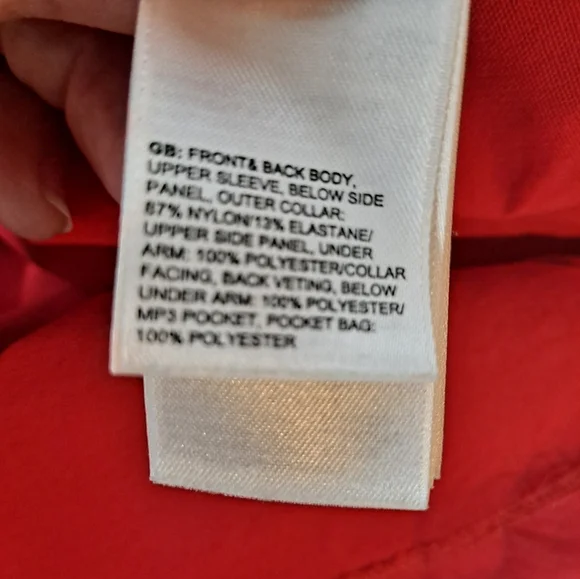 GB: FRONT& BACK BODY,
UPPER SLEEVE, BELOW SIDE
PANEL, OUTER COLLAR:
87% NYLON/13% ELASTANE/
UPPER SIDE PANEL, UNDER
ARM: 100% POLYESTER/COLLAR
FACING, BACK VETING, BELOW
UNDER ARM: 100% POLYESTER/
MP3 POCKET, POCKET BAG:
100% POLYESTER